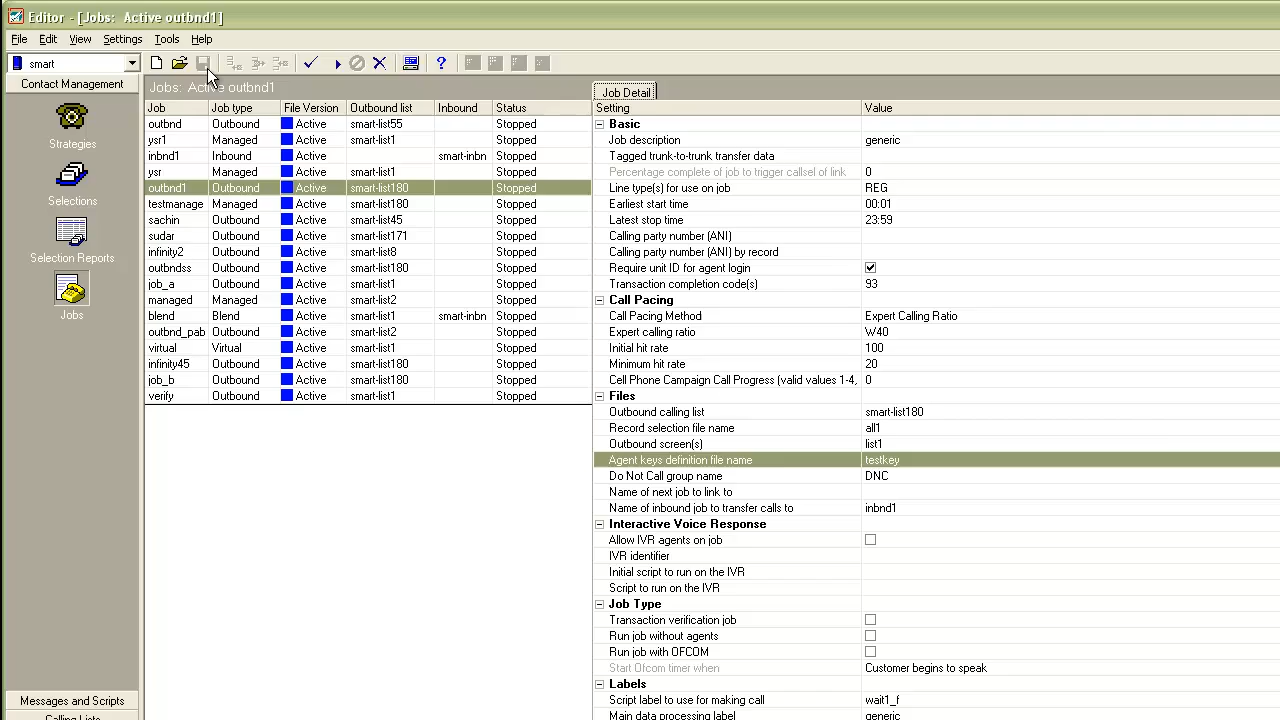 Editor - [Jobs: Active outbnd1]
File Edit View Settings Tools Help
smart
Contact Management
Strategies
Selections
Selection Reports
Jobs
Messages and Scripts
Calling Lists
Jobs: Active outbnd1
Job Job type File Version Outbound list Inbound Status
outbnd Outbound Active smart-list55 Stopped
ysr1 Managed Active smart-list1 Stopped
inbnd1 Inbound Active smart-inbn Stopped
ysr Managed Active smart-list1 Stopped
outbnd1 Outbound Active smart-list180 Stopped
testmanage Managed Active smart-list180 Stopped
sachin Outbound Active smart-list45 Stopped
sudar Outbound Active smart-list171 Stopped
infinity2 Outbound Active smart-list8 Stopped
outbndss Outbound Active smart-list180 Stopped
job_a Outbound Active smart-list1 Stopped
managed Managed Active smart-list2 Stopped
blend Blend Active smart-list1 smart-inbn Stopped
outbnd_pab Outbound Active smart-list2 Stopped
virtual Virtual Active smart-list1 Stopped
infinity45 Outbound Active smart-list180 Stopped
job_b Outbound Active smart-list180 Stopped
verify Outbound Active smart-list1 Stopped
Job Detail
Setting Value
Basic
Job description generic
Tagged trunk-to-trunk transfer data
Percentage complete on job to trigger callsel of link 0
Line type(s) for use on job REG
Earliest start time 00:01
Latest stop time 23:59
Calling party number (ANI)
Calling party number (ANI) by record
Require unit ID for agent login
Transaction completion code(s) 93
Call Pacing
Call Pacing Method Expert Calling Ratio
Expert calling ratio W40
Initial hit rate 100
Minimum hit rate 20
Cell Phone Campaign Call Progress (valid values 1-4, 0
Files
Outbound calling list smart-list180
Record selection file name all1
Outbound screen(s) list1
Agent keys definition file name testkey
Do Not Call group name DNC
Name of next job to link to
Name of inbound job to transfer calls to inbnd1
Interactive Voice Response
Allow IVR agents on job
IVR identifier
Initial script to run on the IVR
Script to run on the IVR
Job Type
Transaction verification job
Run job without agents
Run job with OFCOM
Start Ofcom timer when Customer begins to speak
Labels
Script label to use for making call wait1_f
Main data processing label generic